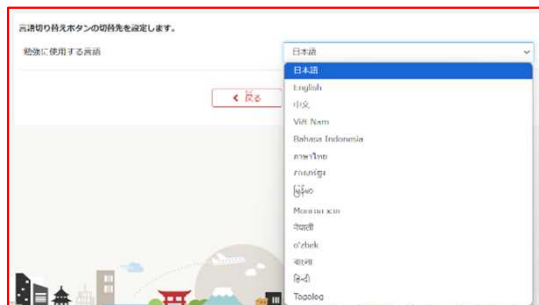 言語切り替えボタンの切替先を設定します。
勉強に使用する言語
日本語
日本語
English
中文
Việt Nam
Bahasa Indonesia
ภาษาไทย
ភាសាខ្មែរ
မြန်မာ
Монгол хэл
नेपाली
o'zbek
বাংলা
हिन्दी
戻る